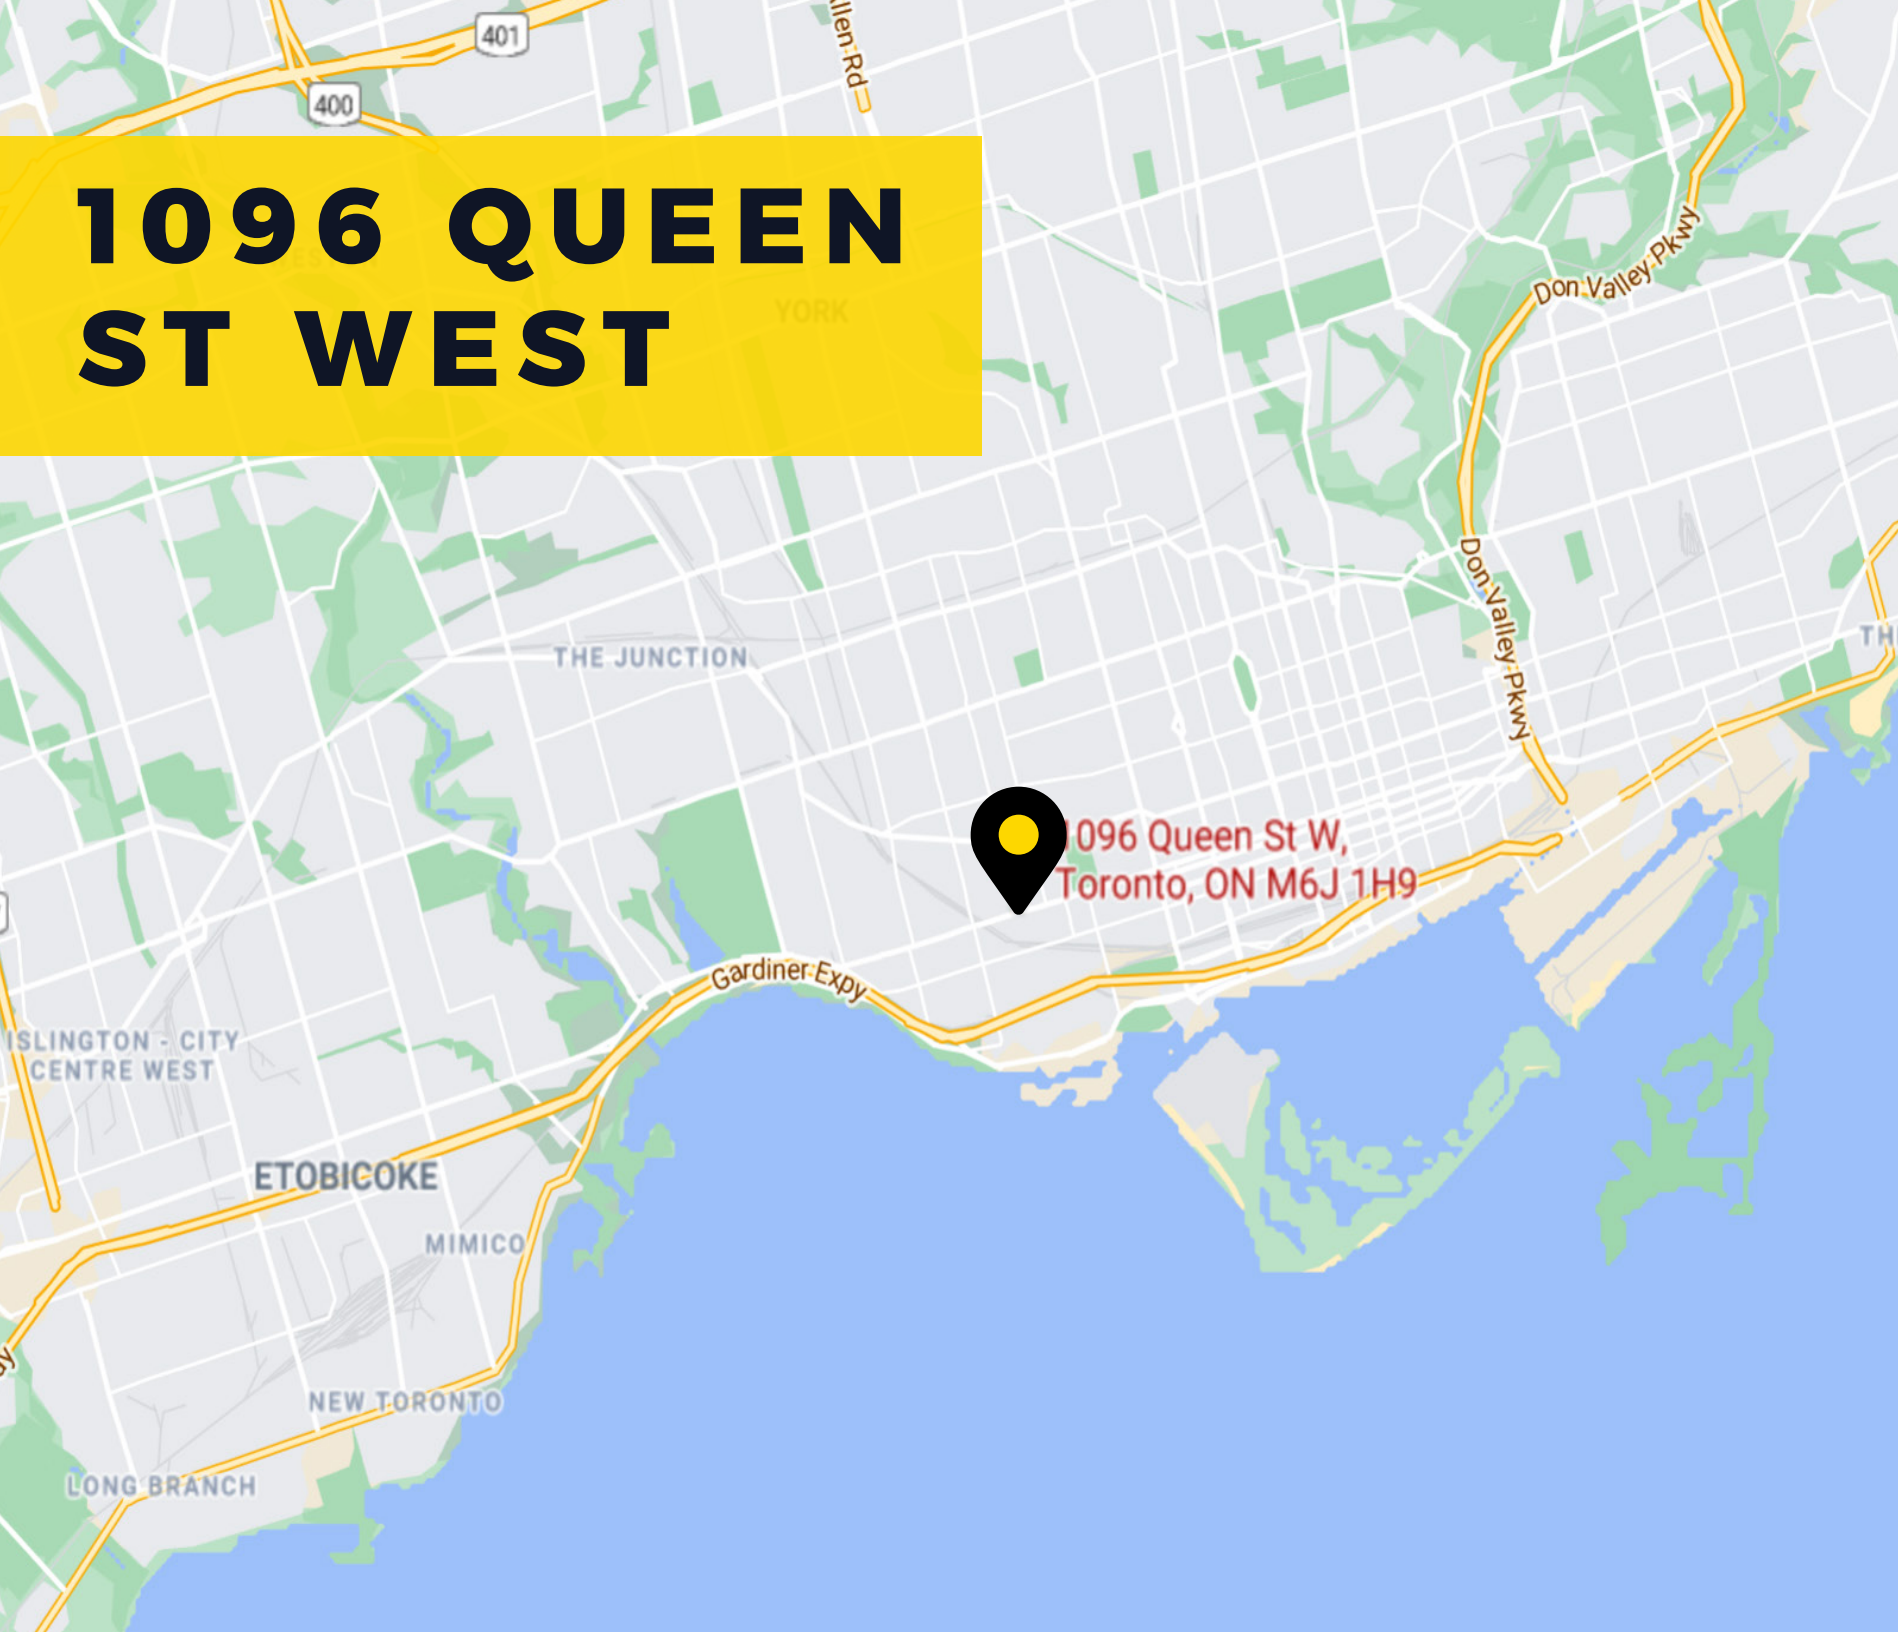 401
Allen Rd
400
1096 QUEEN
ST WEST
YORK
Don Valley Pkwy
Don Valley Pkwy
THE JUNCTION
1096 Queen St W,
Toronto, ON M6J 1H9
Gardiner Expy
ISLINGTON - CITY
CENTRE WEST
ETOBICOKE
MIMICO
NEW TORONTO
LONG BRANCH